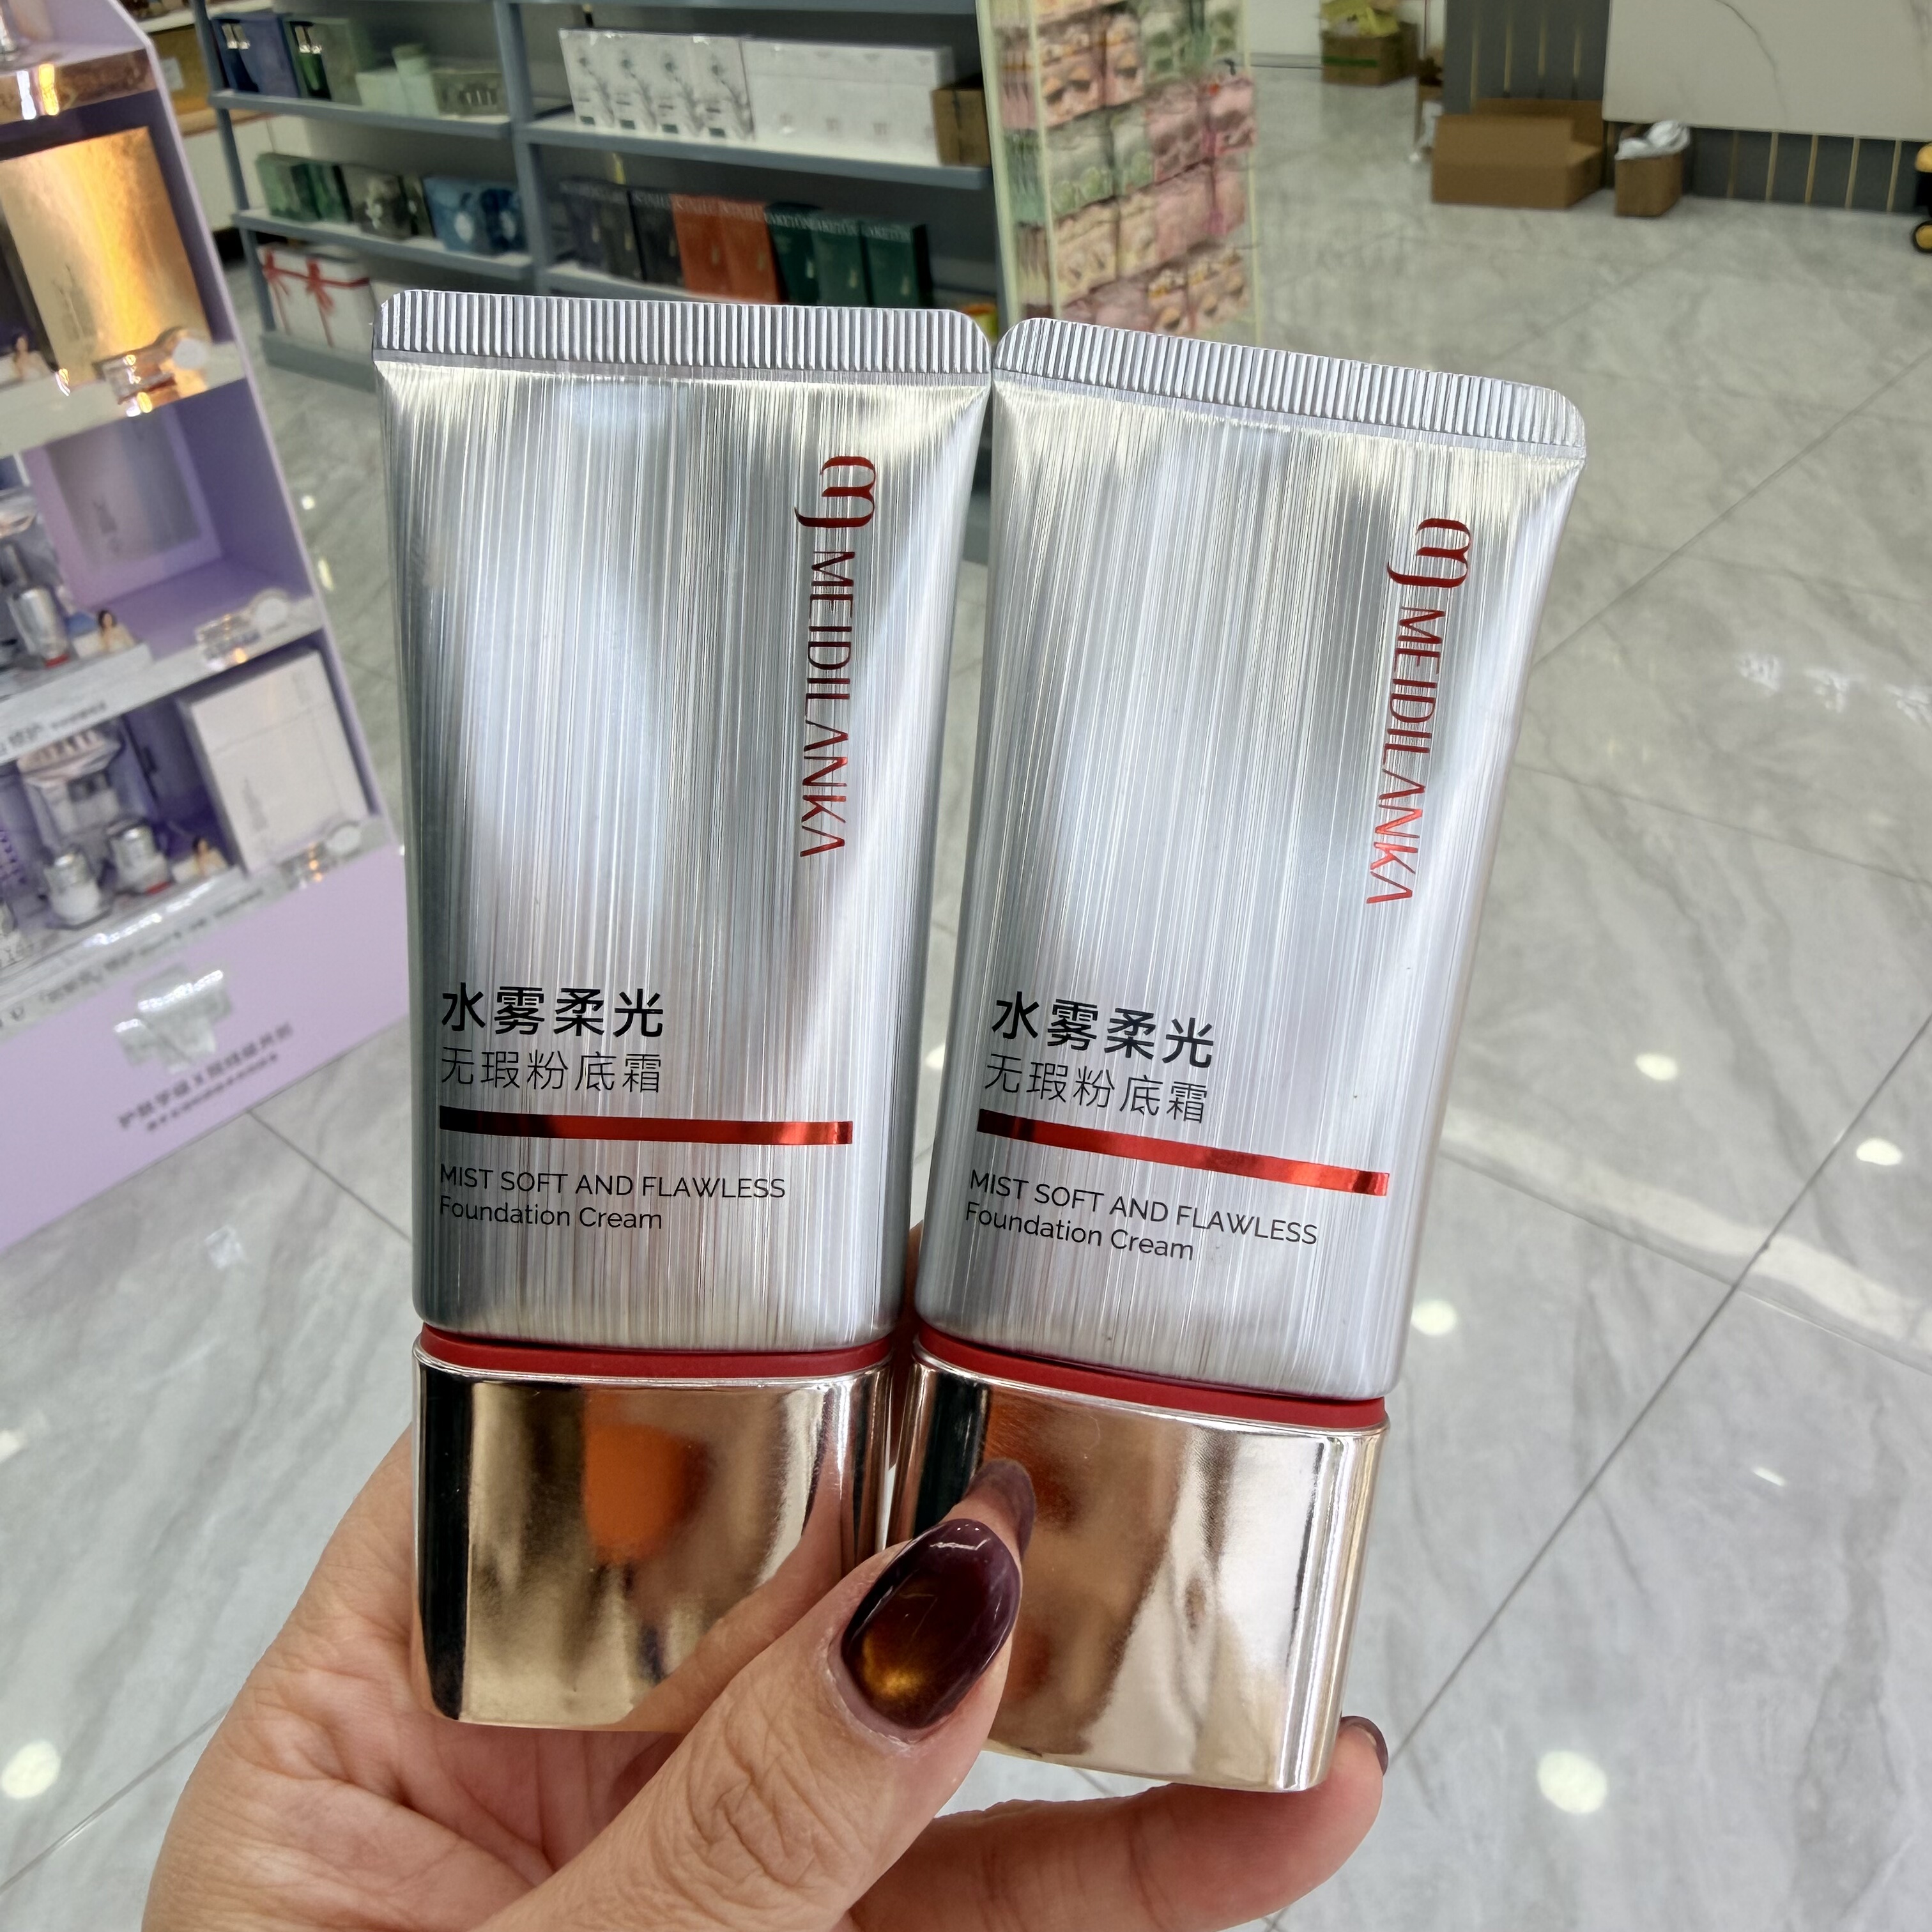 MEIDILANKA
水雾柔光
无瑕粉底霜
MIST SOFT AND FLAWLESS
Foundation Cream
MEIDILANKA
水雾柔光
无瑕粉底霜
MIST SOFT AND FLAWLESS
Foundation Cream